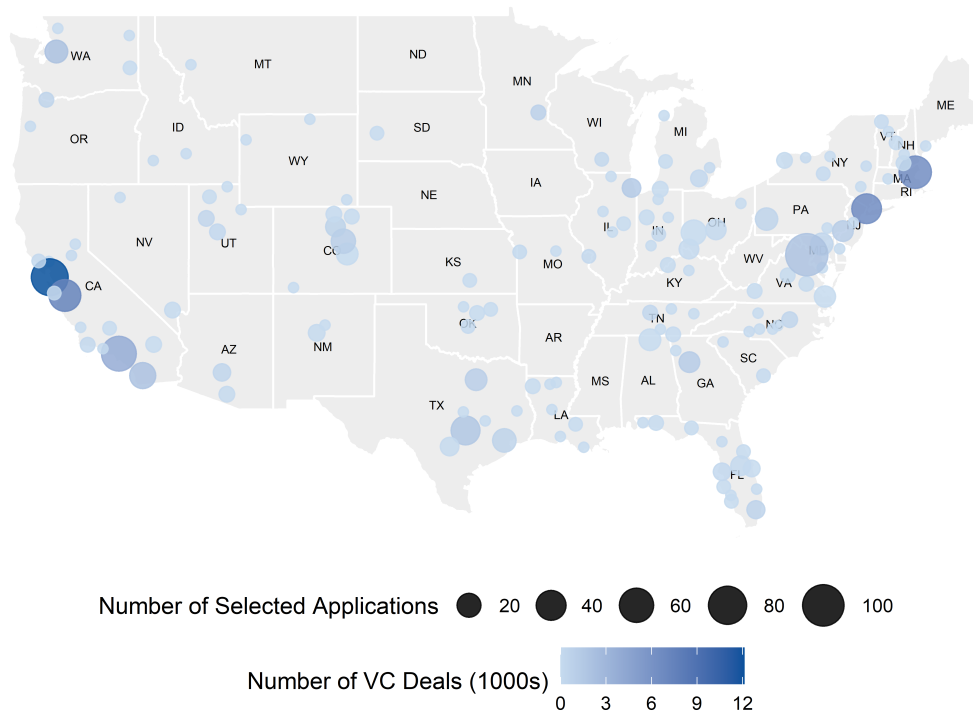 ND
MT
WA
MN
ME
WI
SD
MI
ID
OR
VT
NH
WY
NY
MA
IA
RI
NE
PA
OH
NJ
IL
IN
NV
UT
CO
MD
WV
KS
MO
KY
VA
CA
TN
OK
NC
AR
NM
AZ
SC
MS
AL
GA
TX
LA
FL
Number of Selected Applications 20 40 60 80 100
Number of VC Deals (1000s)
0 3 6 9 12